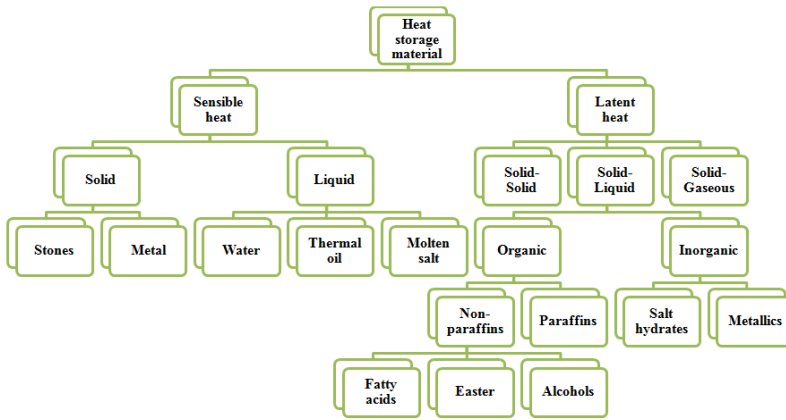 Heat
storage
material
Sensible
heat
Latent
heat
Solid
Liquid
Solid-
Solid
Solid-
Liquid
Solid-
Gaseous
Stones
Metal
Water
Thermal
oil
Molten
salt
Organic
Inorganic
Non-
paraffins
Paraffins
Salt
hydrates
Metallics
Fatty
acids
Easter
Alcohols